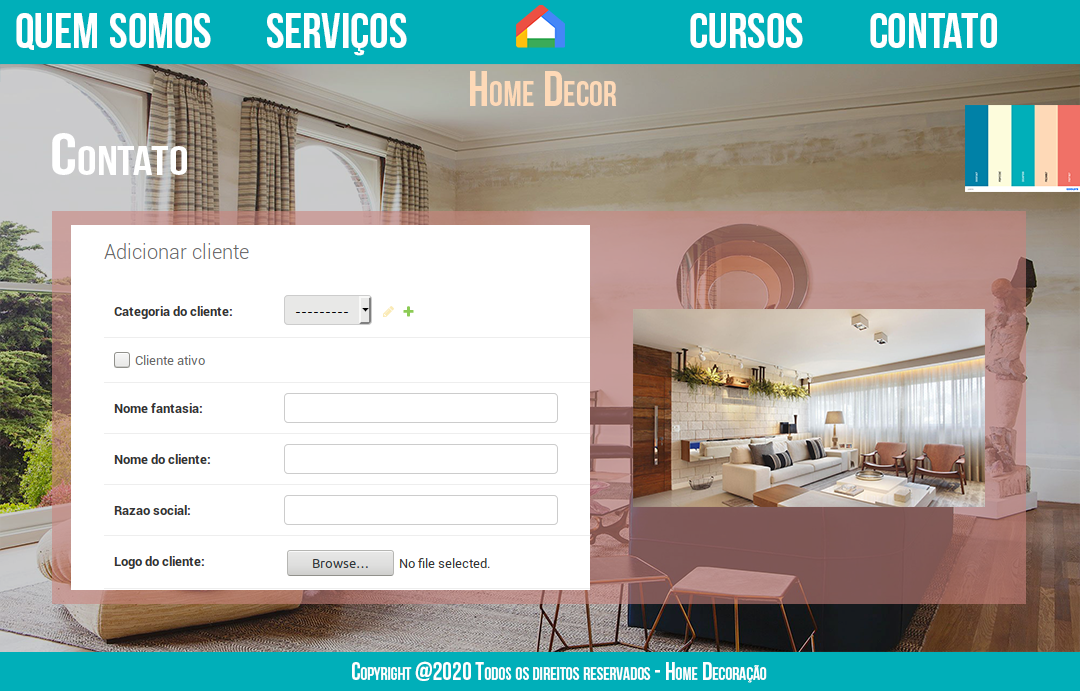 QUEM SOMOS SERVIÇOS CURSOS CONTATO
Home Decor
Contato
Adicionar cliente
Categoria do cliente: ---------
Cliente ativo
Nome fantasia:
Nome do cliente:
Razao social:
Logo do cliente: Browse... No file selected.
Copyright @2020 Todos os direitos reservados - Home Decoração